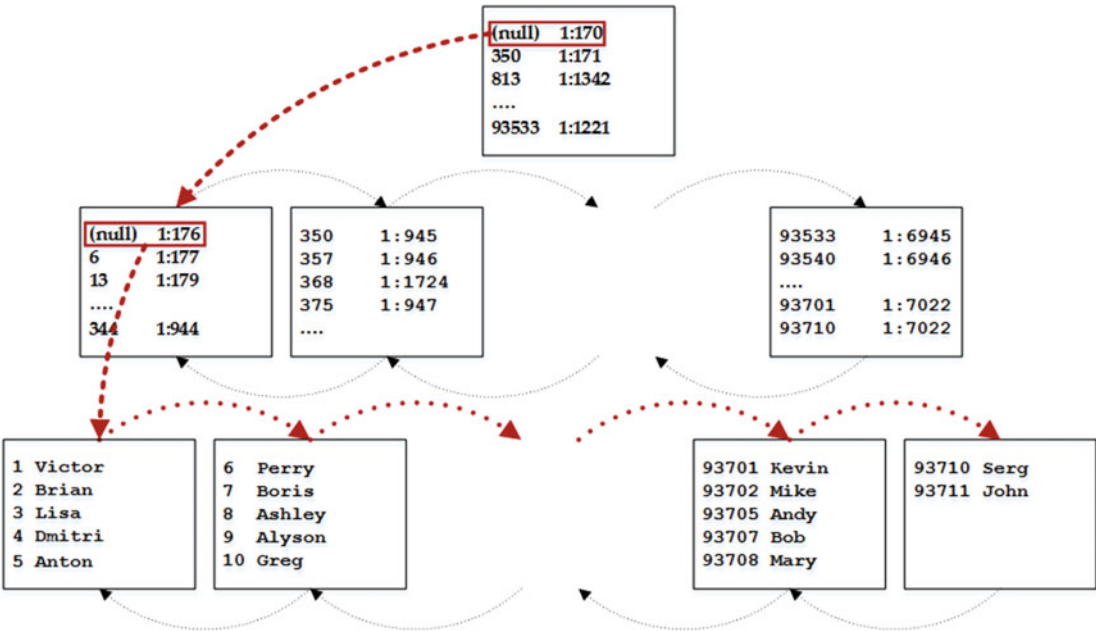 (null) 1:170
350 1:171
813 1:1342
....
93533 1:1221
(null) 1:176
6 1:177
13 1:179
....
344 1:944
350 1:945
357 1:946
368 1:1724
375 1:947
....
93533 1:6945
93540 1:6946
....
93701 1:7022
93710 1:7022
1 Victor
2 Brian
3 Lisa
4 Dmitri
5 Anton
6 Perry
7 Boris
8 Ashley
9 Alyson
10 Greg
93701 Kevin
93702 Mike
93705 Andy
93707 Bob
93708 Mary
93710 Serg
93711 John